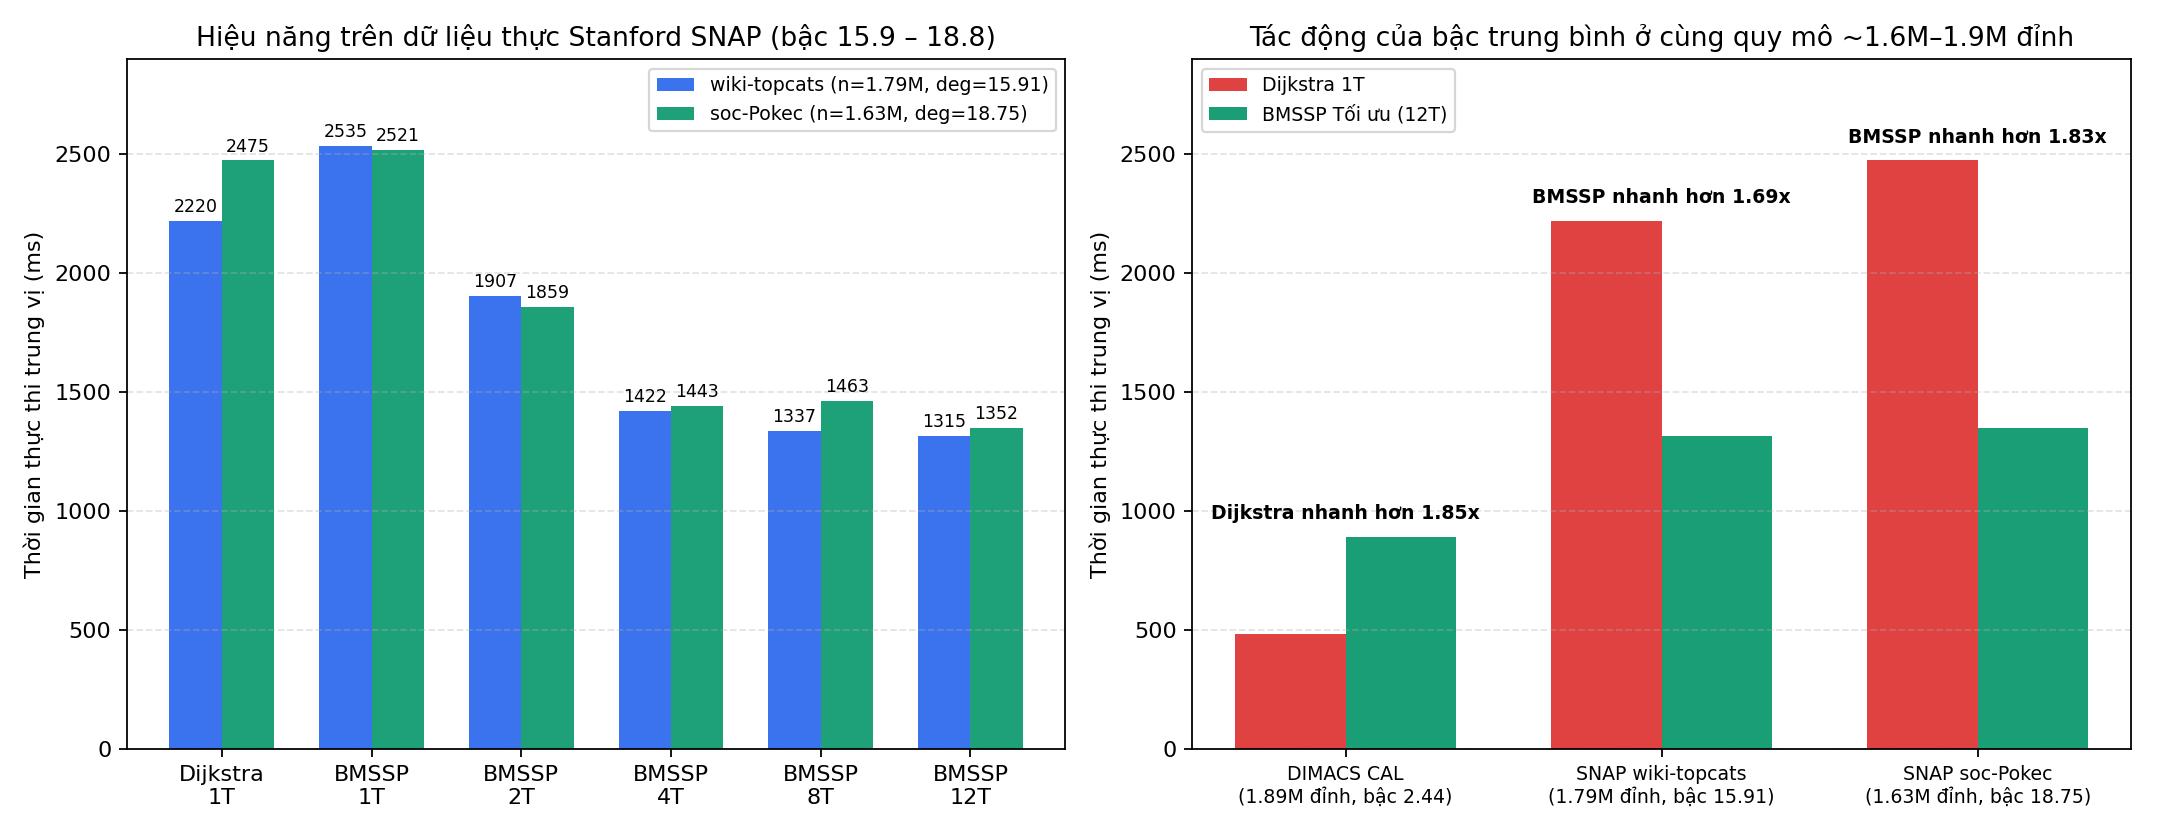 Hiệu năng trên dữ liệu thực Stanford SNAP (bậc 15.9 – 18.8)
wiki-topcats (n=1.79M, deg=15.91)
soc-Pokec (n=1.63M, deg=18.75)
Thời gian thực thi trung vị (ms)
2500
2000
1500
1000
500
0
2220
2475
2535
2521
1907
1859
1422
1443
1337
1463
1315
1352
Dijkstra
1T
BMSSP
1T
BMSSP
2T
BMSSP
4T
BMSSP
8T
BMSSP
12T
Tác động của bậc trung bình ở cùng quy mô ~1.6M–1.9M đỉnh
Dijkstra 1T
BMSSP Tối ưu (12T)
Thời gian thực thi trung vị (ms)
2500
2000
1500
1000
500
0
Dijkstra nhanh hơn 1.85x
BMSSP nhanh hơn 1.69x
BMSSP nhanh hơn 1.83x
DIMACS CAL
(1.89M đỉnh, bậc 2.44)
SNAP wiki-topcats
(1.79M đỉnh, bậc 15.91)
SNAP soc-Pokec
(1.63M đỉnh, bậc 18.75)